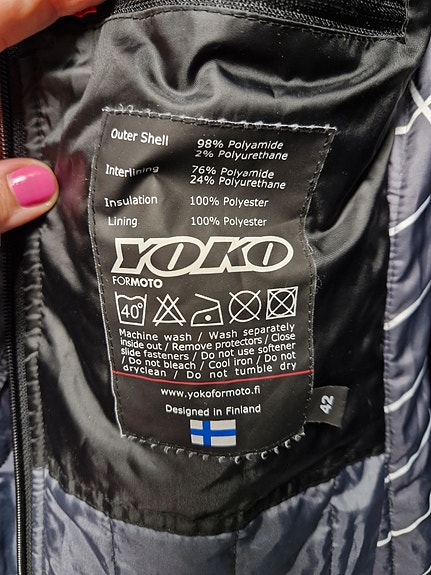 Outer Shell 98% Polyamide
2% Polyurethane
Interlining 76% Polyamide
24% Polyurethane
Insulation 100% Polyester
Lining 100% Polyester
YOKO
FORMOTO
40°
Machine wash / Wash separately
inside out / Remove protectors / Close
slide fasteners / Do not use softener
/ Do not bleach / Cool iron / Do not
dryclean / Do not tumble dry
www.yokoformoto.fi
Designed in Finland
42